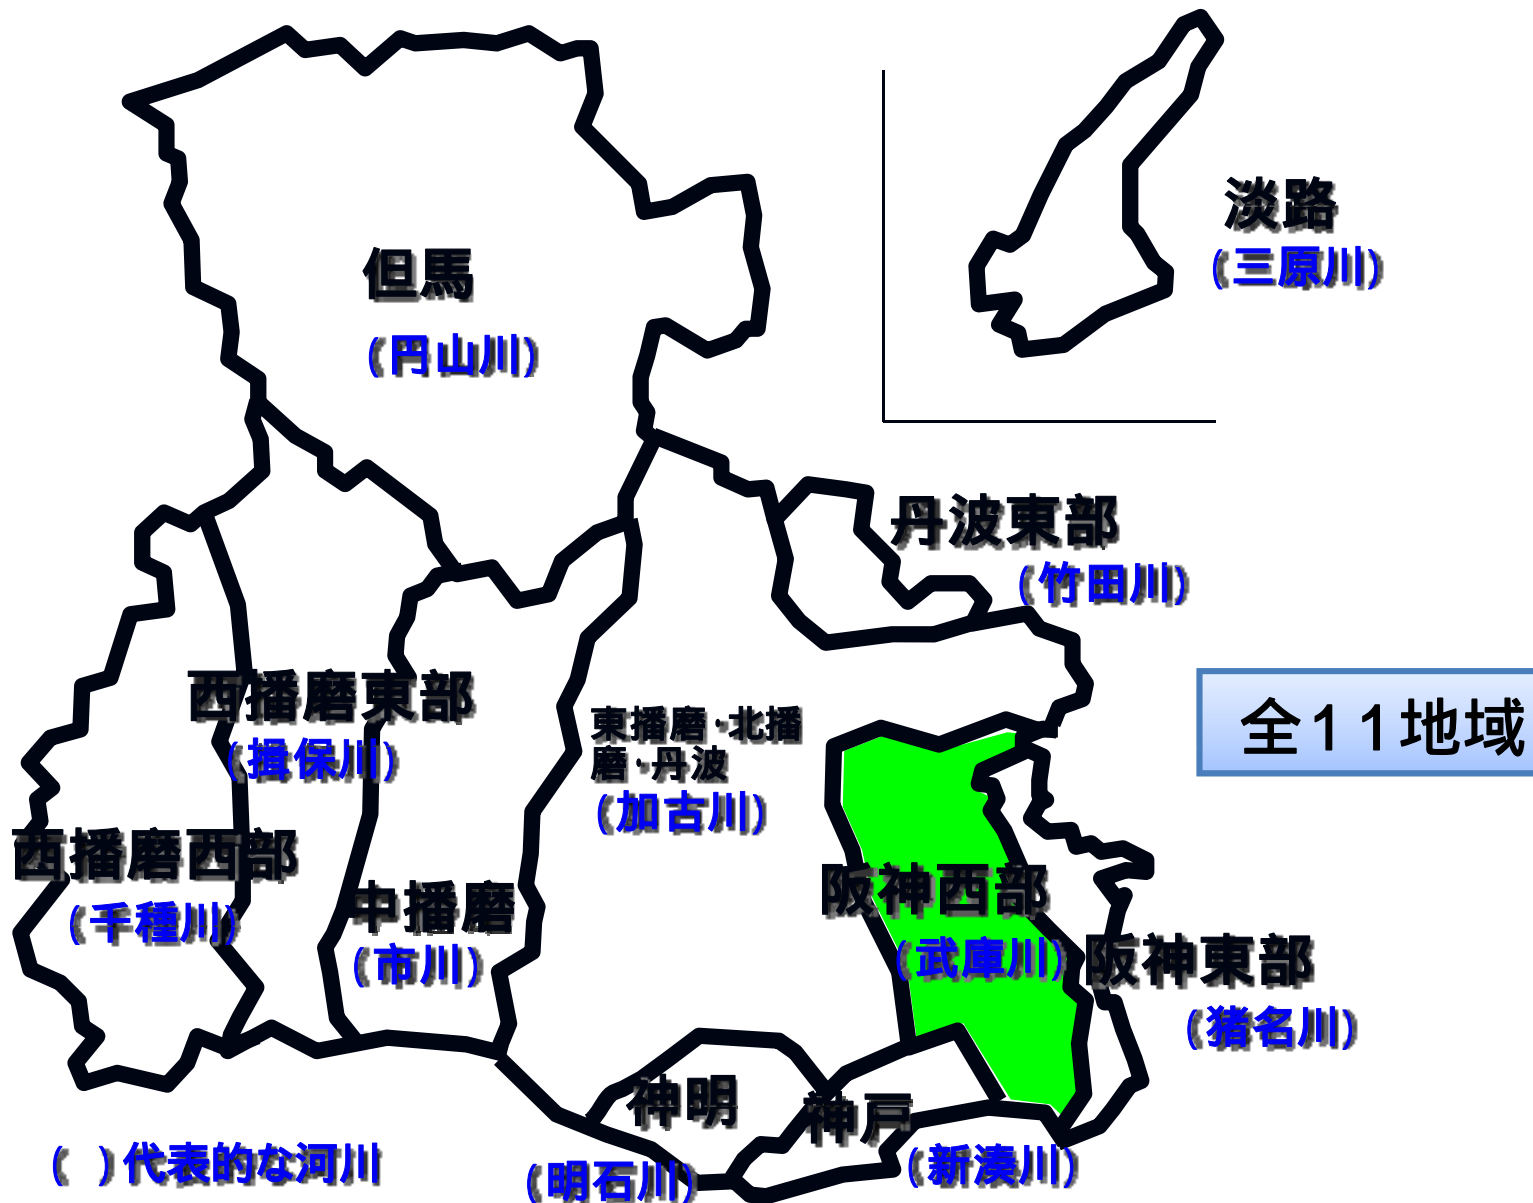 淡路
(三原川)
但馬
(円山川)
丹波東部
(竹田川)
西播磨東部
(揖保川)
東播磨・北播
磨・丹波
(加古川)
全11地域
西播磨西部
(千種川)
中播磨
(市川)
阪神西部
(武庫川)
阪神東部
(猪名川)
神明
(明石川)
神戸
(新湊川)
( )代表的な河川